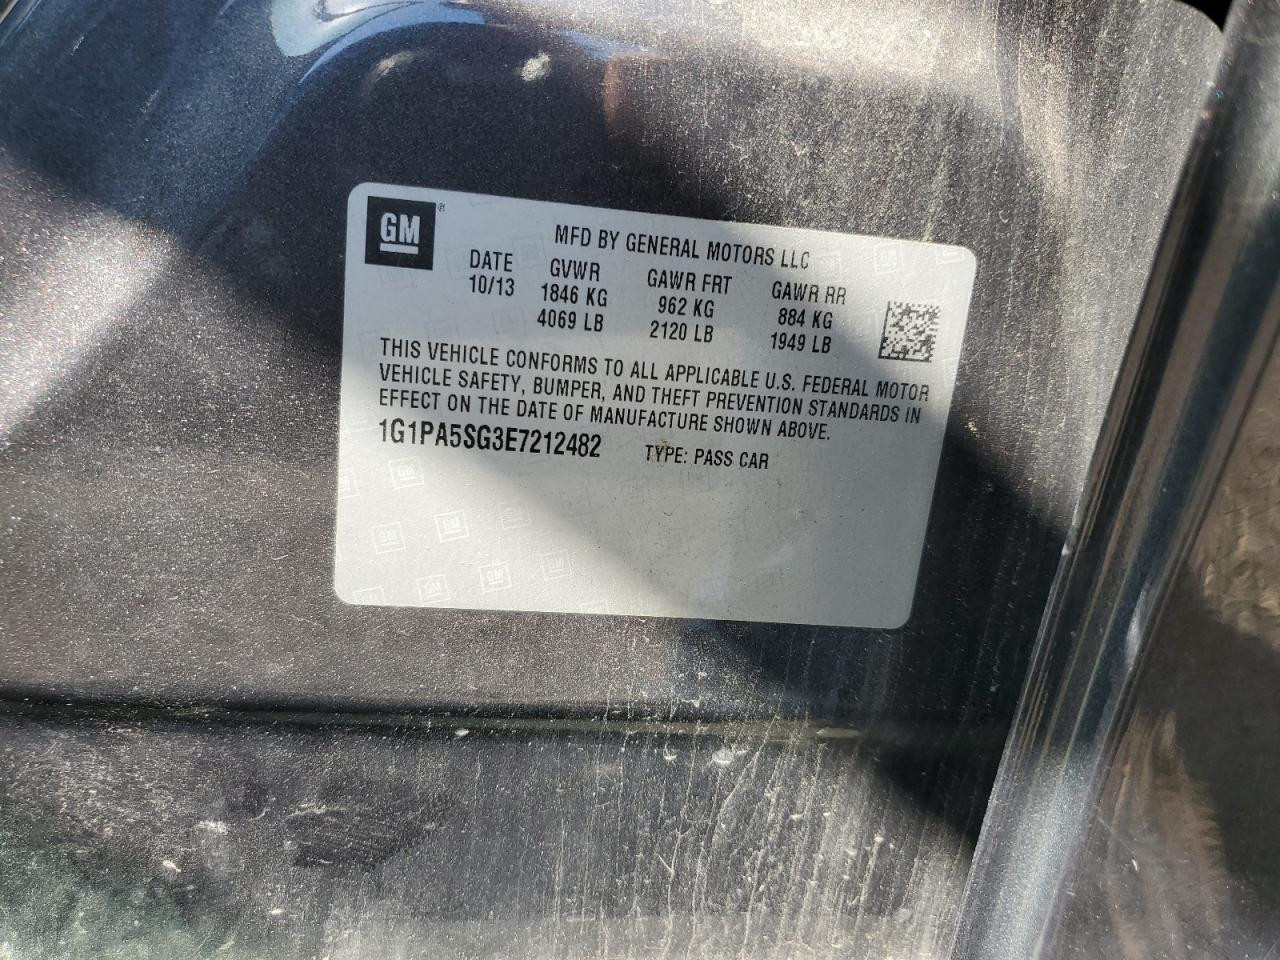 GM ®
MFD BY GENERAL MOTORS LLC
DATE GVWR GAWR FRT GAWR RR
10/13 1846 KG 962 KG 884 KG
4069 LB 2120 LB 1949 LB
THIS VEHICLE CONFORMS TO ALL APPLICABLE U.S. FEDERAL MOTOR
VEHICLE SAFETY, BUMPER, AND THEFT PREVENTION STANDARDS IN
EFFECT ON THE DATE OF MANUFACTURE SHOWN ABOVE.
1G1PA5SG3E7212482 TYPE: PASS CAR